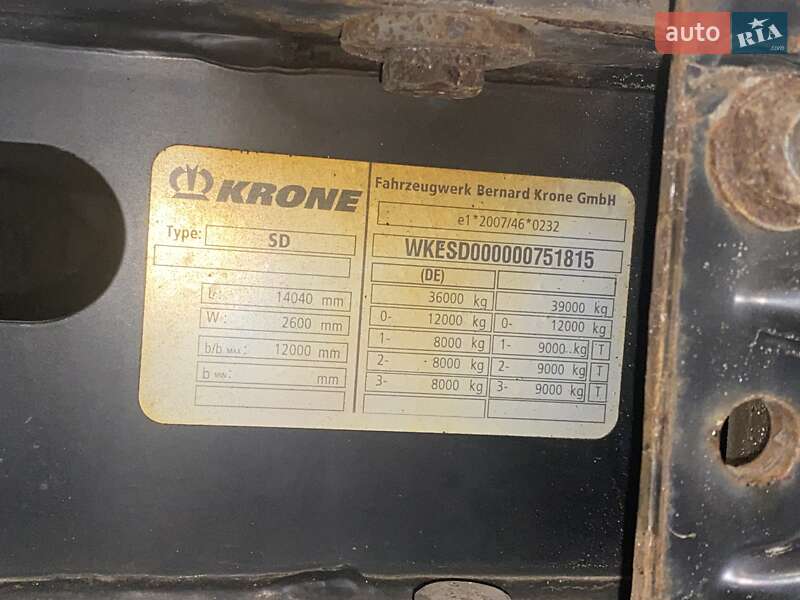 auto RIA .com
KRONE
Type: SD
L: 14040 mm
W: 2600 mm
b/b MAX: 12000 mm
b MIN: mm
Fahrzeugwerk Bernard Krone GmbH
e1*2007/46*0232
WKESD000000751815
(DE)
36000 kg 39000 kg
0- 12000 kg 0- 12000 kg
1- 8000 kg 1- 9000 kg T
2- 8000 kg 2- 9000 kg T
3- 8000 kg 3- 9000 kg T